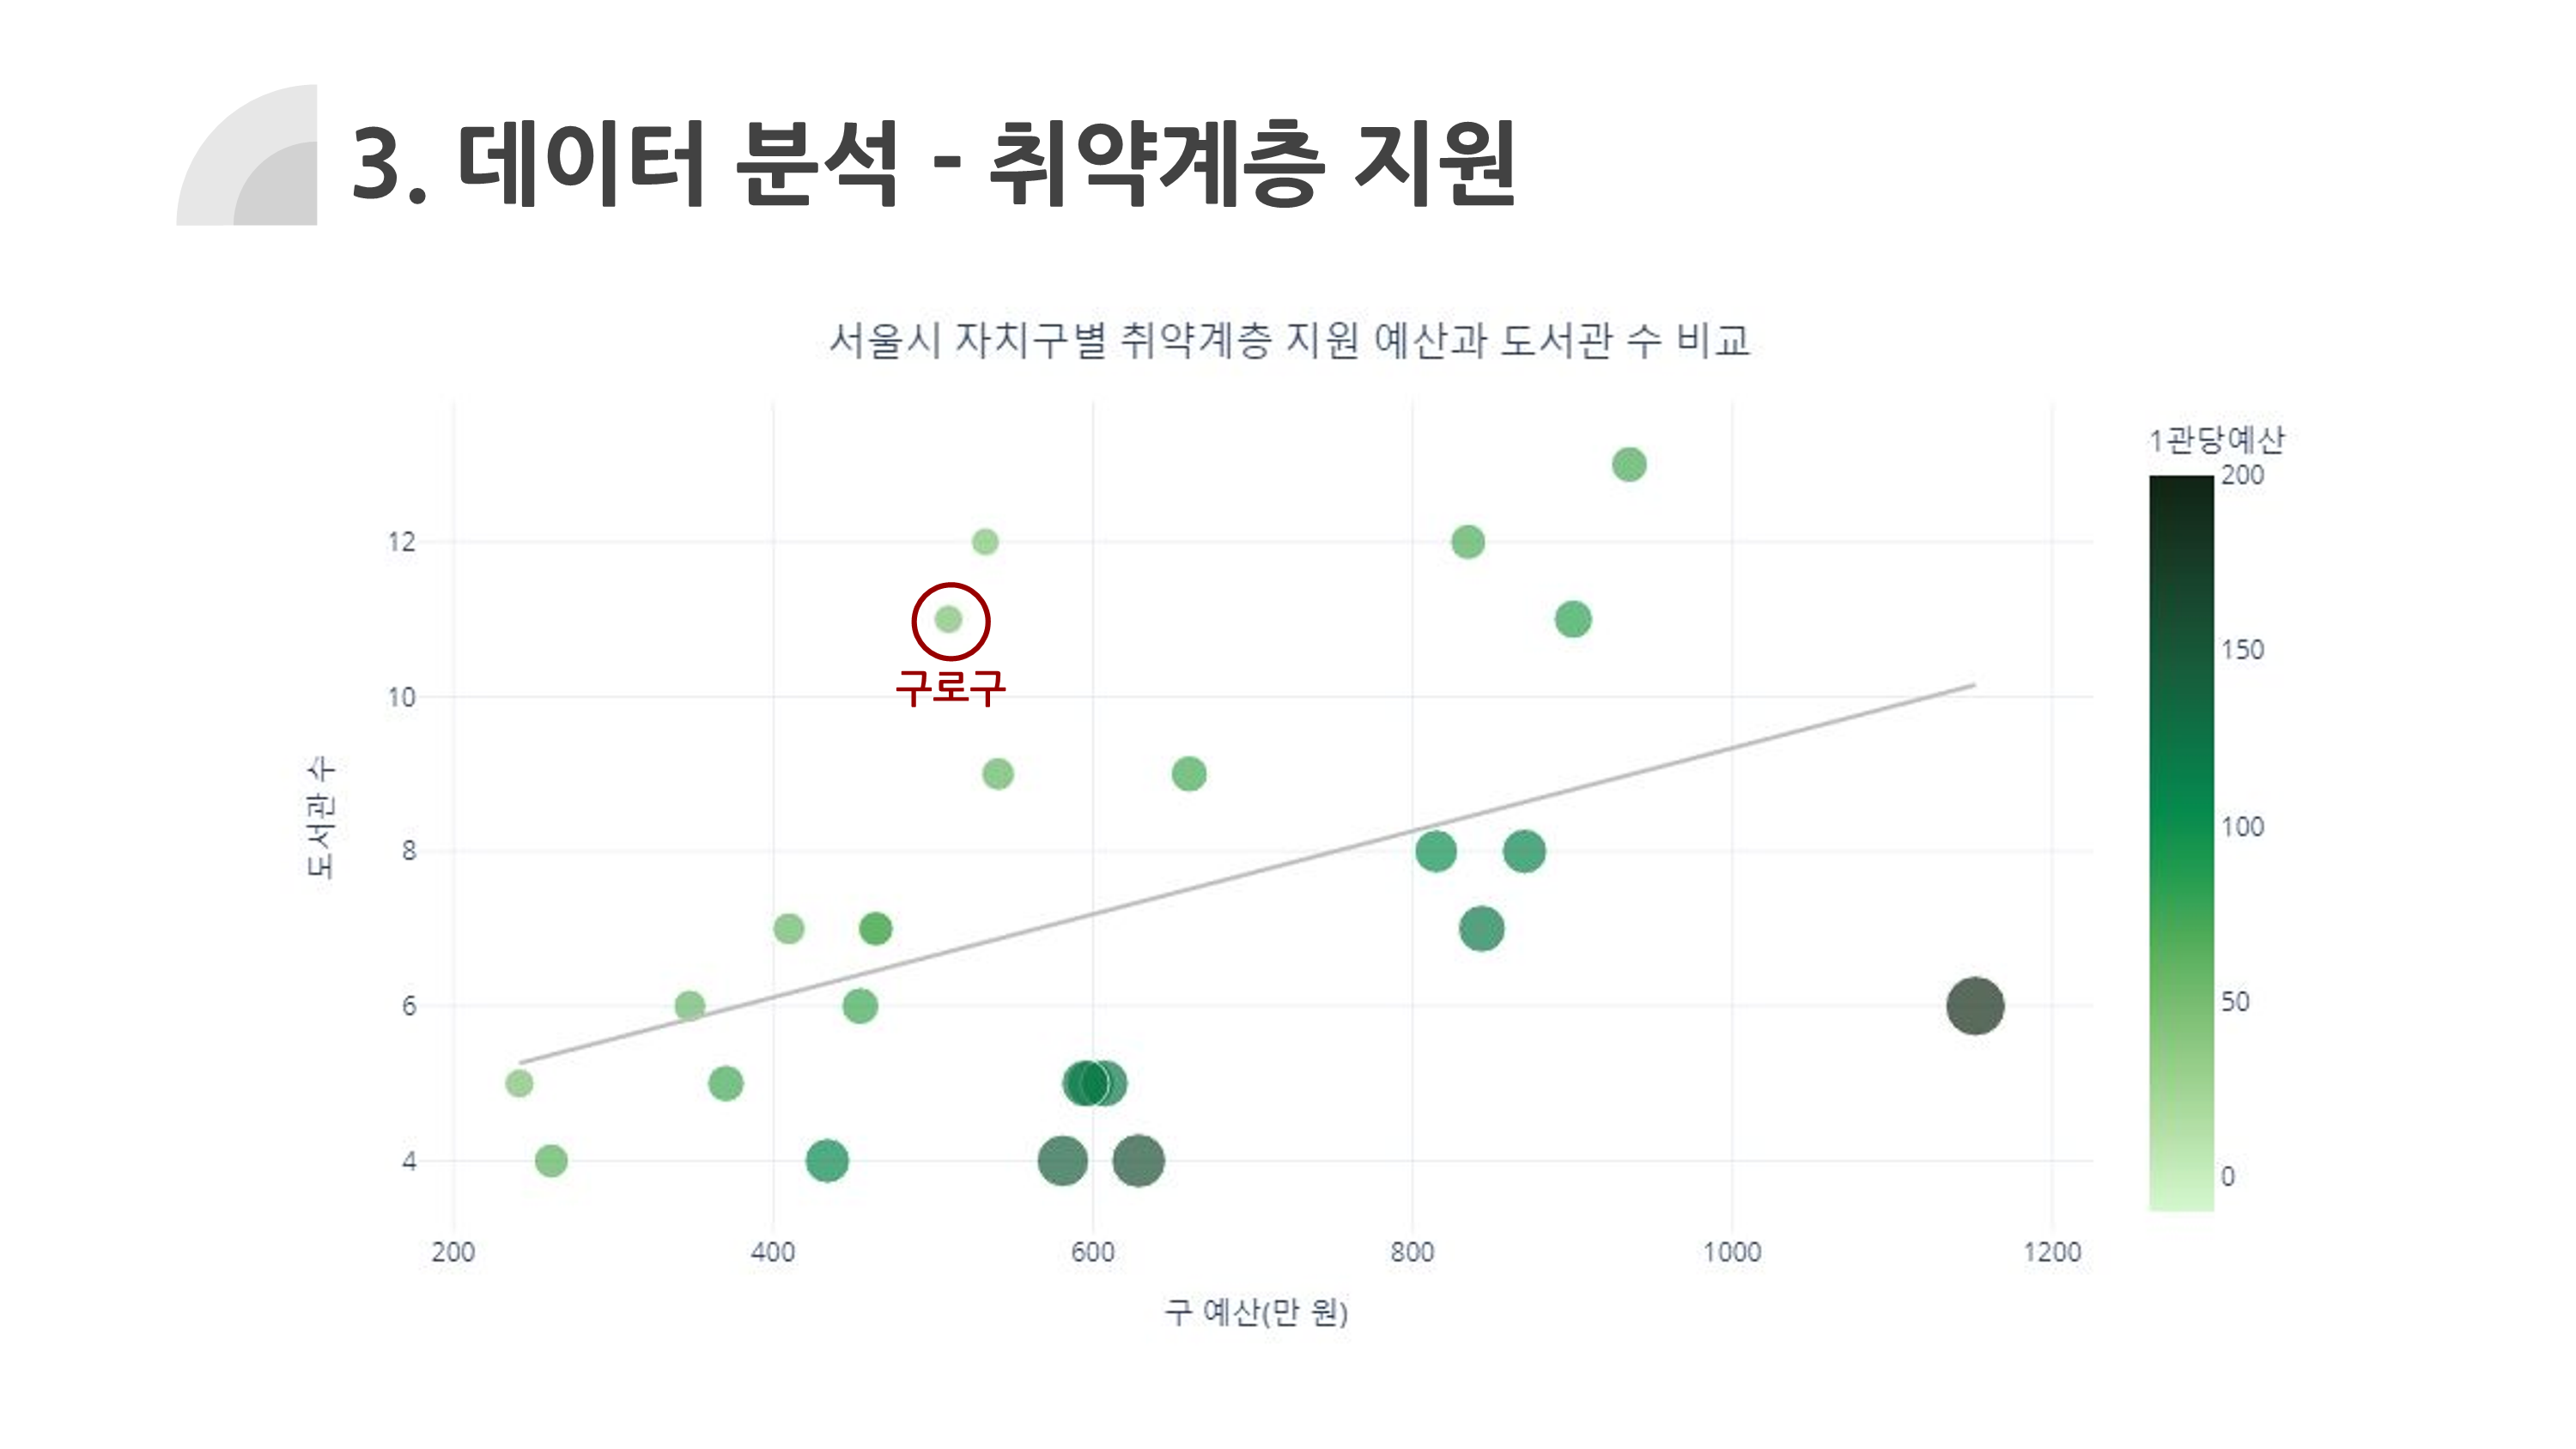 3. 데이터 분석 - 취약계층 지원
서울시 자치구별 취약계층 지원 예산과 도서관 수 비교
1관당예산
200
150
100
50
0
도서관 수
12
10
8
6
4
구로구
200 400 600 800 1000 1200
구 예산(만 원)